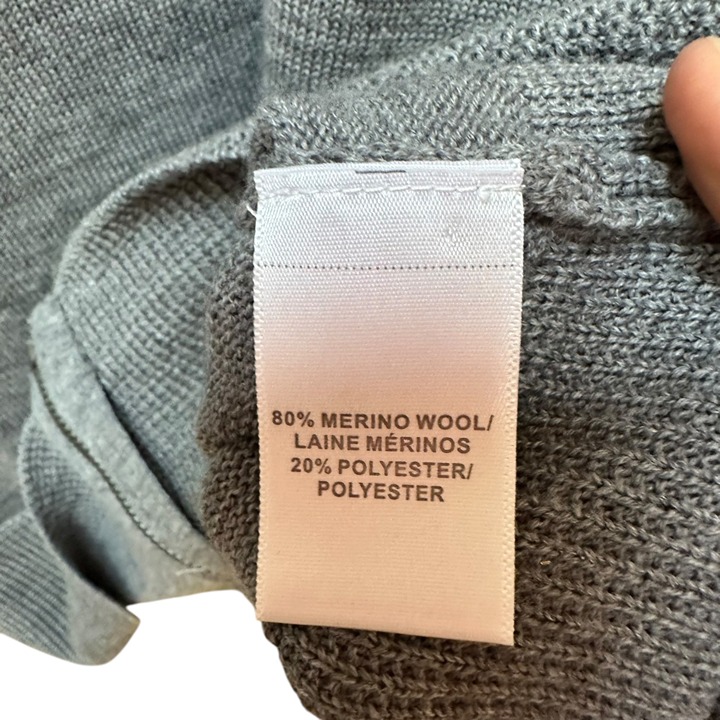 80% MERINO WOOL/
LAINE MÉRINOS
20% POLYESTER/
POLYESTER